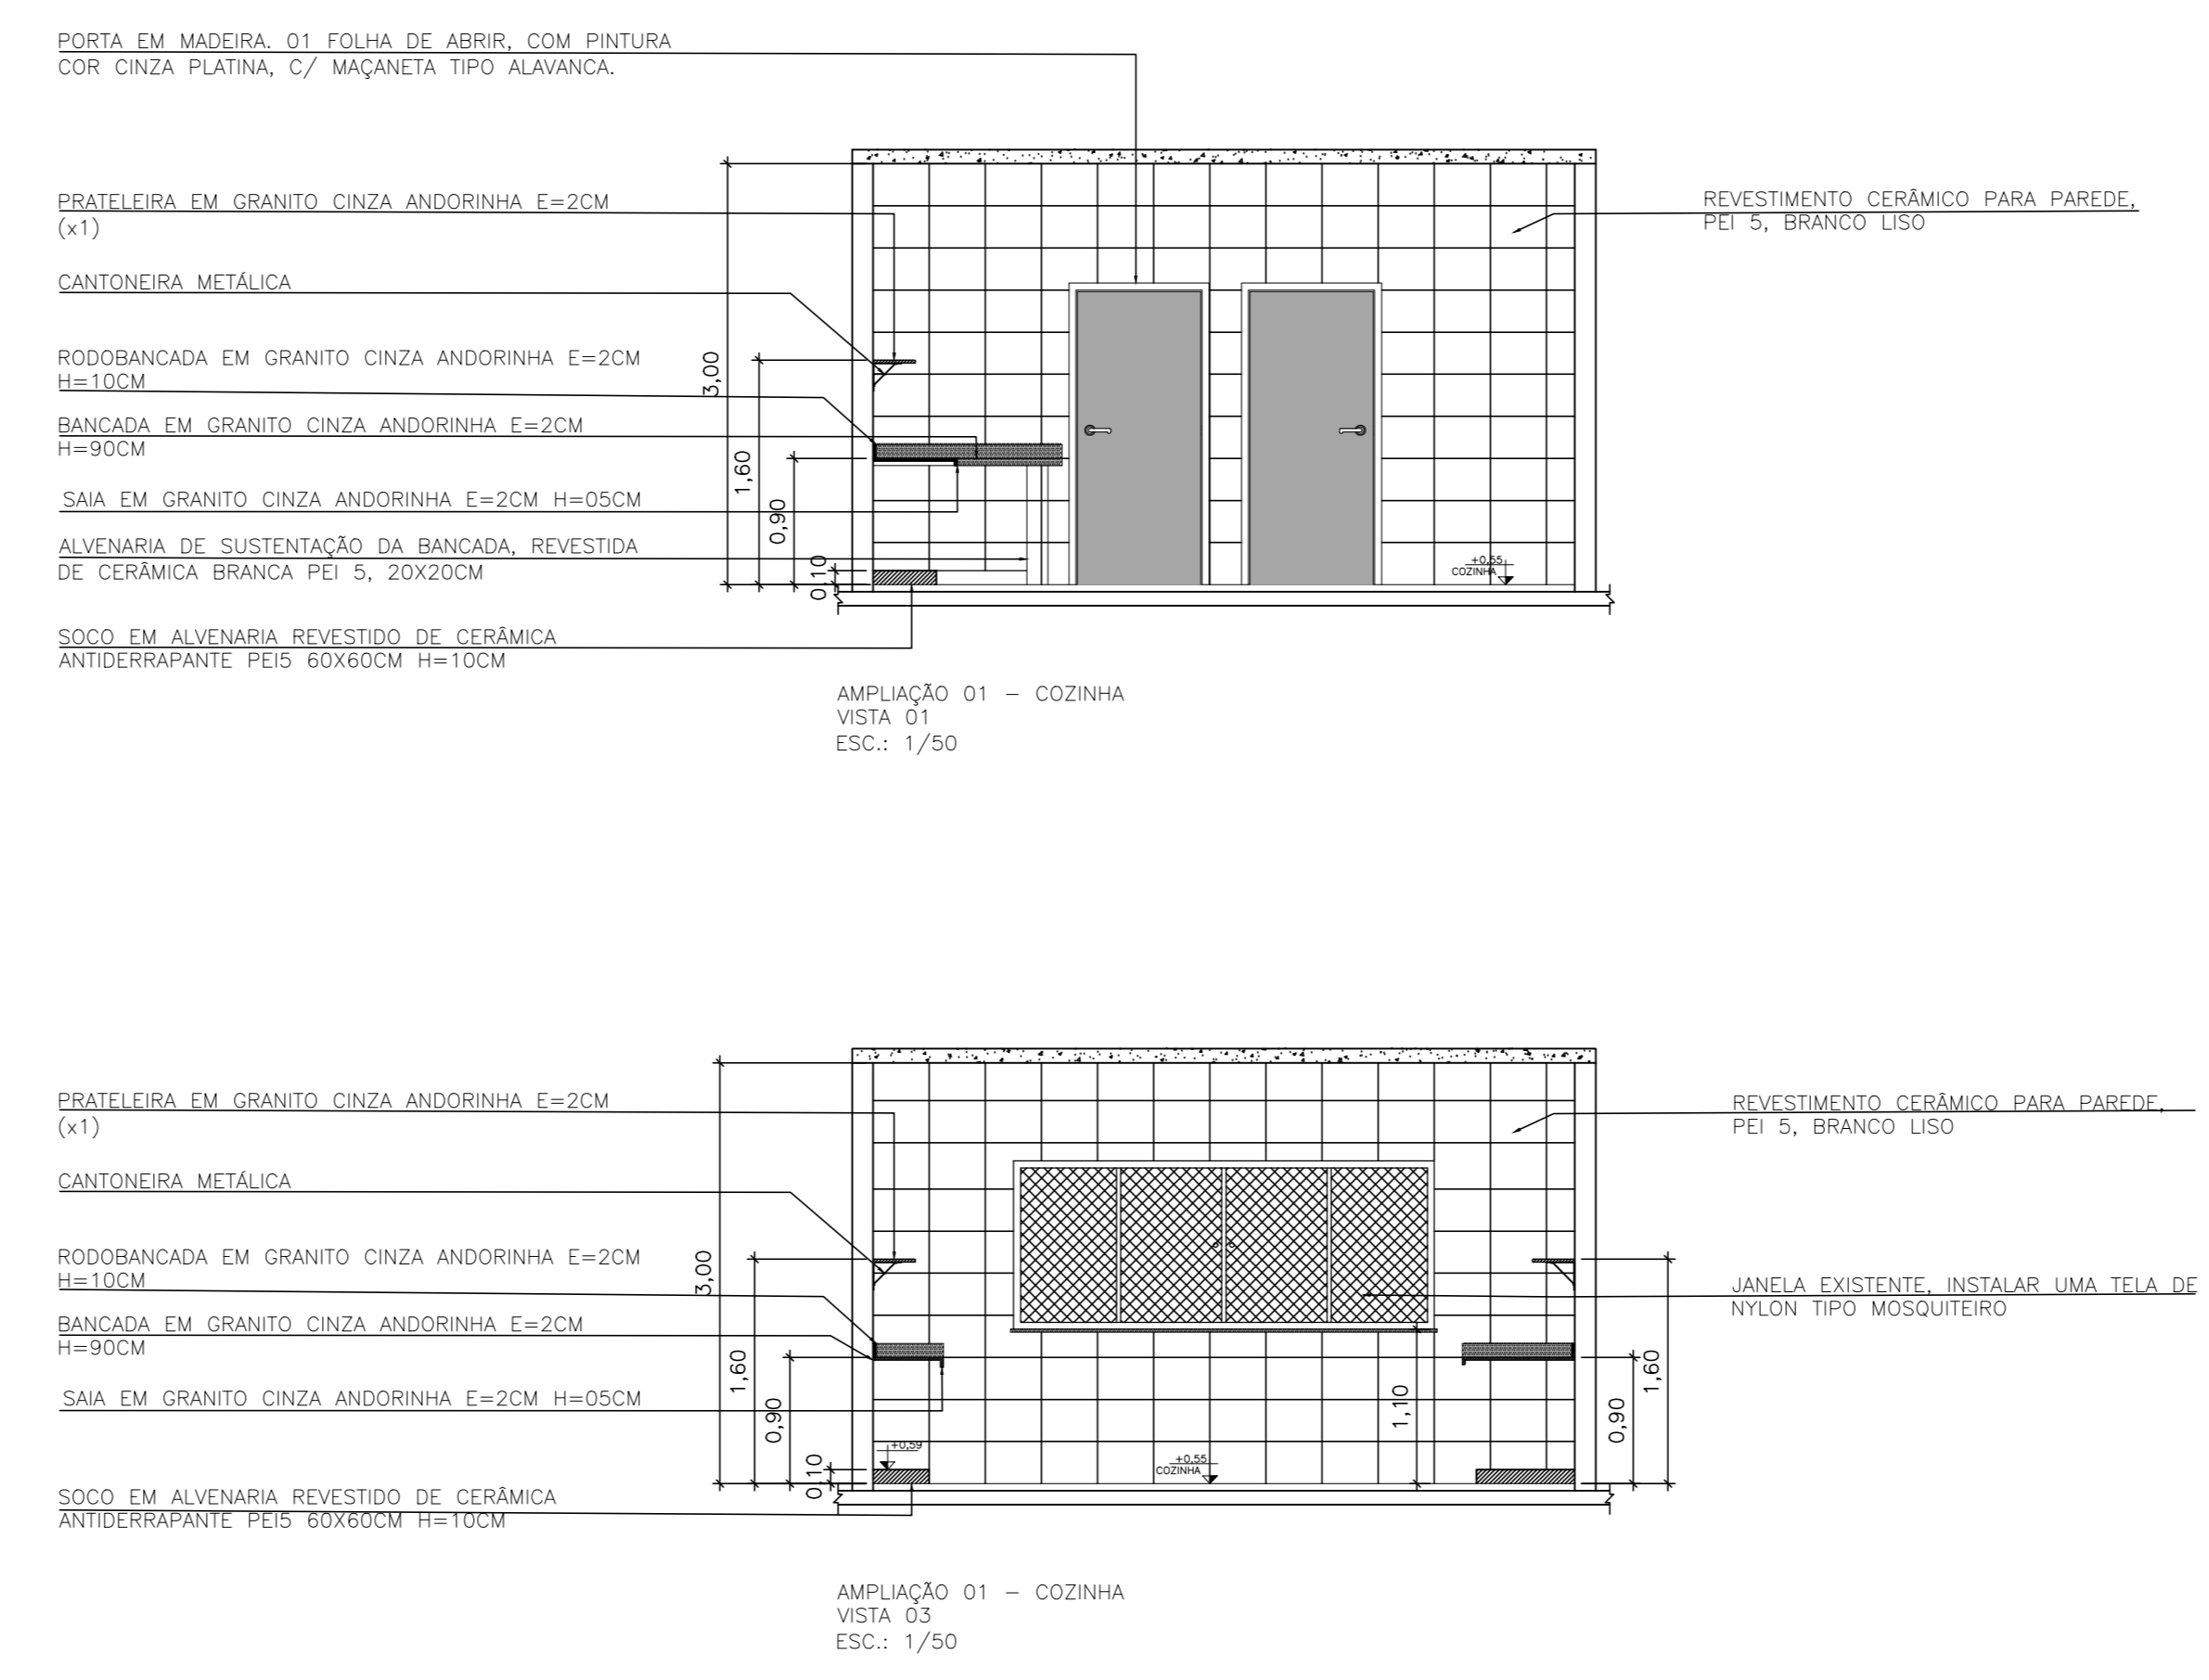 PORTA EM MADEIRA. 01 FOLHA DE ABRIR, COM PINTURA
COR CINZA PLATINA, C/ MAÇANETA TIPO ALAVANCA.
PRATELEIRA EM GRANITO CINZA ANDORINHA E=2CM
(x1)
CANTONEIRA METÁLICA
RODOBANCADA EM GRANITO CINZA ANDORINHA E=2CM
H=10CM
BANCADA EM GRANITO CINZA ANDORINHA E=2CM
H=90CM
SAIA EM GRANITO CINZA ANDORINHA E=2CM H=05CM
ALVENARIA DE SUSTENTAÇÃO DA BANCADA, REVESTIDA
DE CERÂMICA BRANCA PEI 5, 20X20CM
SOCO EM ALVENARIA REVESTIDO DE CERÂMICA
ANTIDERRAPANTE PEI5 60X60CM H=10CM
3,00
1,60
0,90
0,10
+0,55
COZINHA
REVESTIMENTO CERÂMICO PARA PAREDE,
PEI 5, BRANCO LISO
AMPLIAÇÃO 01 – COZINHA
VISTA 01
ESC.: 1/50
PRATELEIRA EM GRANITO CINZA ANDORINHA E=2CM
(x1)
CANTONEIRA METÁLICA
RODOBANCADA EM GRANITO CINZA ANDORINHA E=2CM
H=10CM
BANCADA EM GRANITO CINZA ANDORINHA E=2CM
H=90CM
SAIA EM GRANITO CINZA ANDORINHA E=2CM H=05CM
SOCO EM ALVENARIA REVESTIDO DE CERÂMICA
ANTIDERRAPANTE PEI5 60X60CM H=10CM
3,00
1,60
0,90
0,10
+0,59
+0,55
COZINHA
1,10
0,90
1,60
REVESTIMENTO CERÂMICO PARA PAREDE,
PEI 5, BRANCO LISO
JANELA EXISTENTE, INSTALAR UMA TELA DE
NYLON TIPO MOSQUITEIRO
AMPLIAÇÃO 01 – COZINHA
VISTA 03
ESC.: 1/50